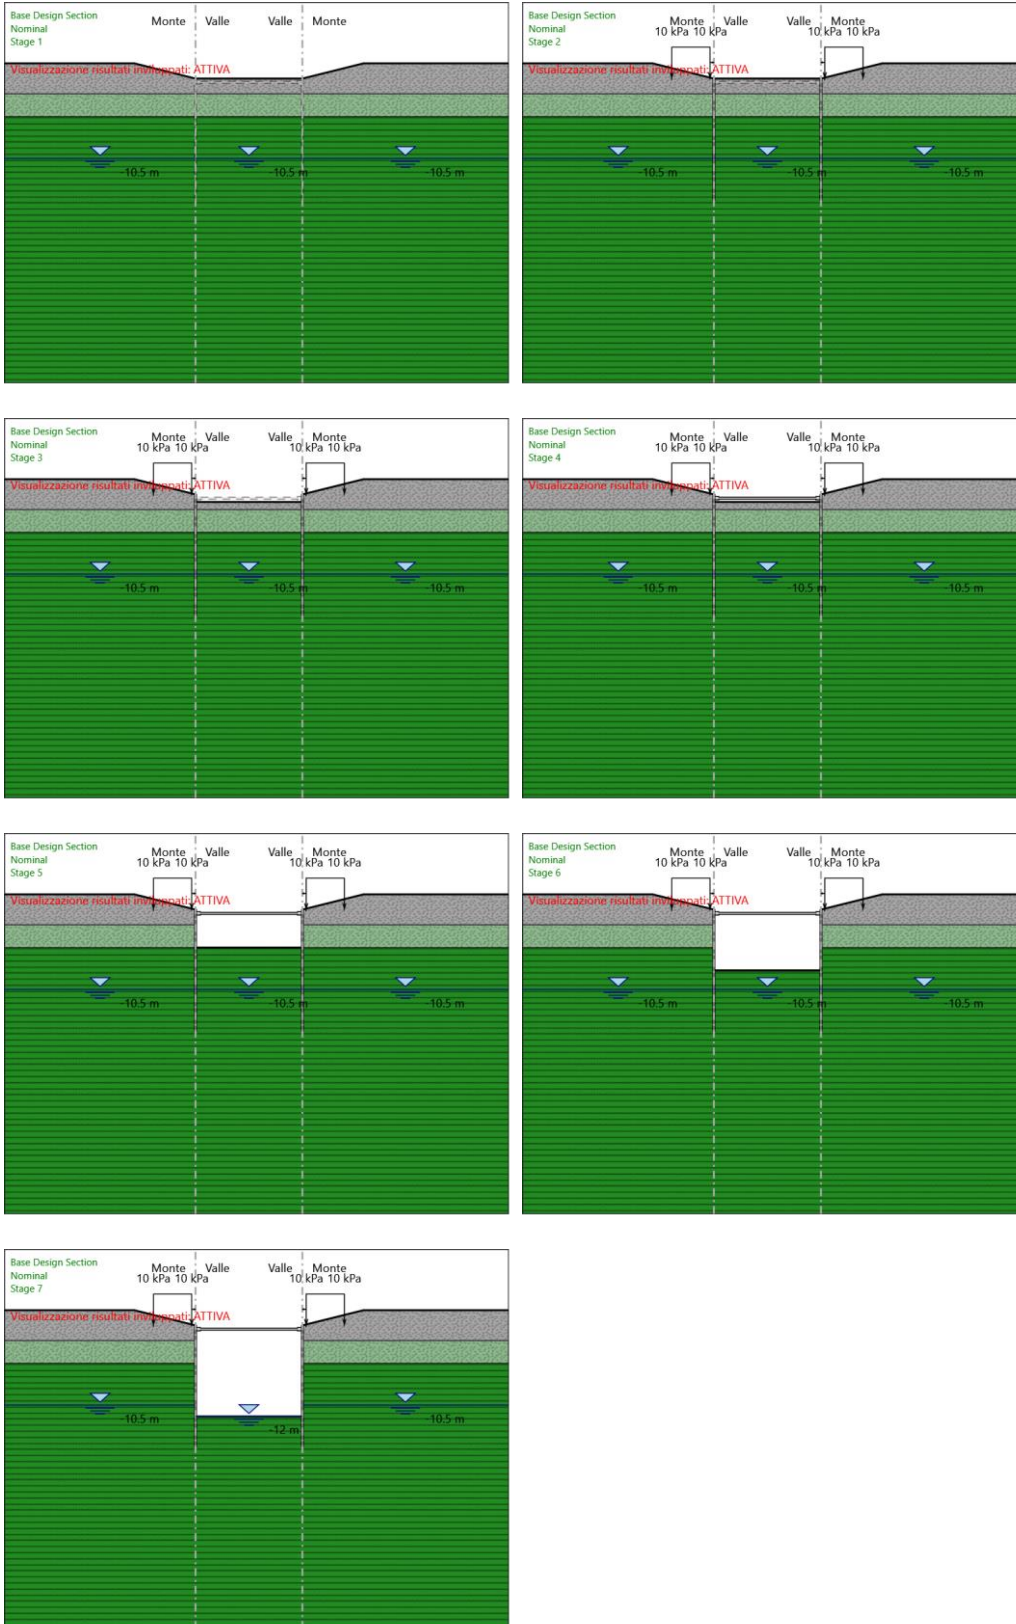 Base Design Section
Nominal
Stage 1
Monte Valle Valle Monte
Visualizzazione risultati inviluppati: ATTIVA
-10.5 m -10.5 m -10.5 m
Base Design Section
Nominal
Stage 2
Monte Valle Valle Monte
10 kPa 10 kPa 10 kPa 10 kPa
Visualizzazione risultati inviluppati: ATTIVA
-10.5 m -10.5 m -10.5 m
Base Design Section
Nominal
Stage 3
Monte Valle Valle Monte
10 kPa 10 kPa 10 kPa 10 kPa
Visualizzazione risultati inviluppati: ATTIVA
-10.5 m -10.5 m -10.5 m
Base Design Section
Nominal
Stage 4
Monte Valle Valle Monte
10 kPa 10 kPa 10 kPa 10 kPa
Visualizzazione risultati inviluppati: ATTIVA
-10.5 m -10.5 m -10.5 m
Base Design Section
Nominal
Stage 5
Monte Valle Valle Monte
10 kPa 10 kPa 10 kPa 10 kPa
Visualizzazione risultati inviluppati: ATTIVA
-10.5 m -10.5 m -10.5 m
Base Design Section
Nominal
Stage 6
Monte Valle Valle Monte
10 kPa 10 kPa 10 kPa 10 kPa
Visualizzazione risultati inviluppati: ATTIVA
-10.5 m -10.5 m -10.5 m
Base Design Section
Nominal
Stage 7
Monte Valle Valle Monte
10 kPa 10 kPa 10 kPa 10 kPa
Visualizzazione risultati inviluppati: ATTIVA
-10.5 m -12 m -10.5 m